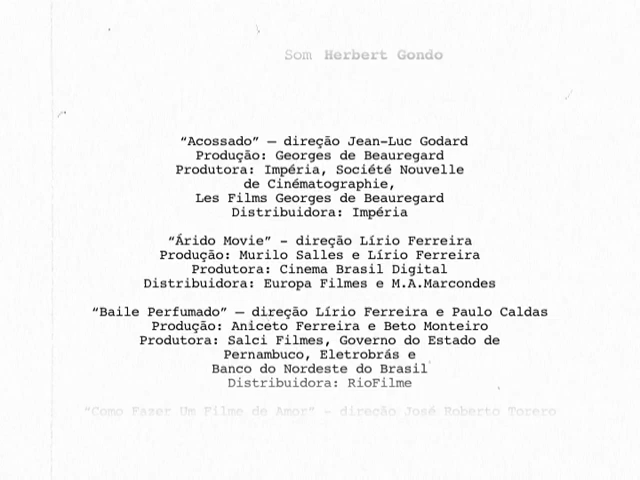 Som Herbert Gondo
“Acossado” – direção Jean-Luc Godard
Produção: Georges de Beauregard
Produtora: Impéria, Société Nouvelle
de Cinématographie,
Les Films Georges de Beauregard
Distribuidora: Impéria
“Árido Movie” - direção Lírio Ferreira
Produção: Murilo Salles e Lírio Ferreira
Produtora: Cinema Brasil Digital
Distribuidora: Europa Filmes e M.A.Marcondes
“Baile Perfumado” – direção Lírio Ferreira e Paulo Caldas
Produção: Aniceto Ferreira e Beto Monteiro
Produtora: Salci Filmes, Governo do Estado de
Pernambuco, Eletrobrás e
Banco do Nordeste do Brasil
Distribuidora: RioFilme
“Como Fazer Um Filme de Amor” - direção José Roberto Torero